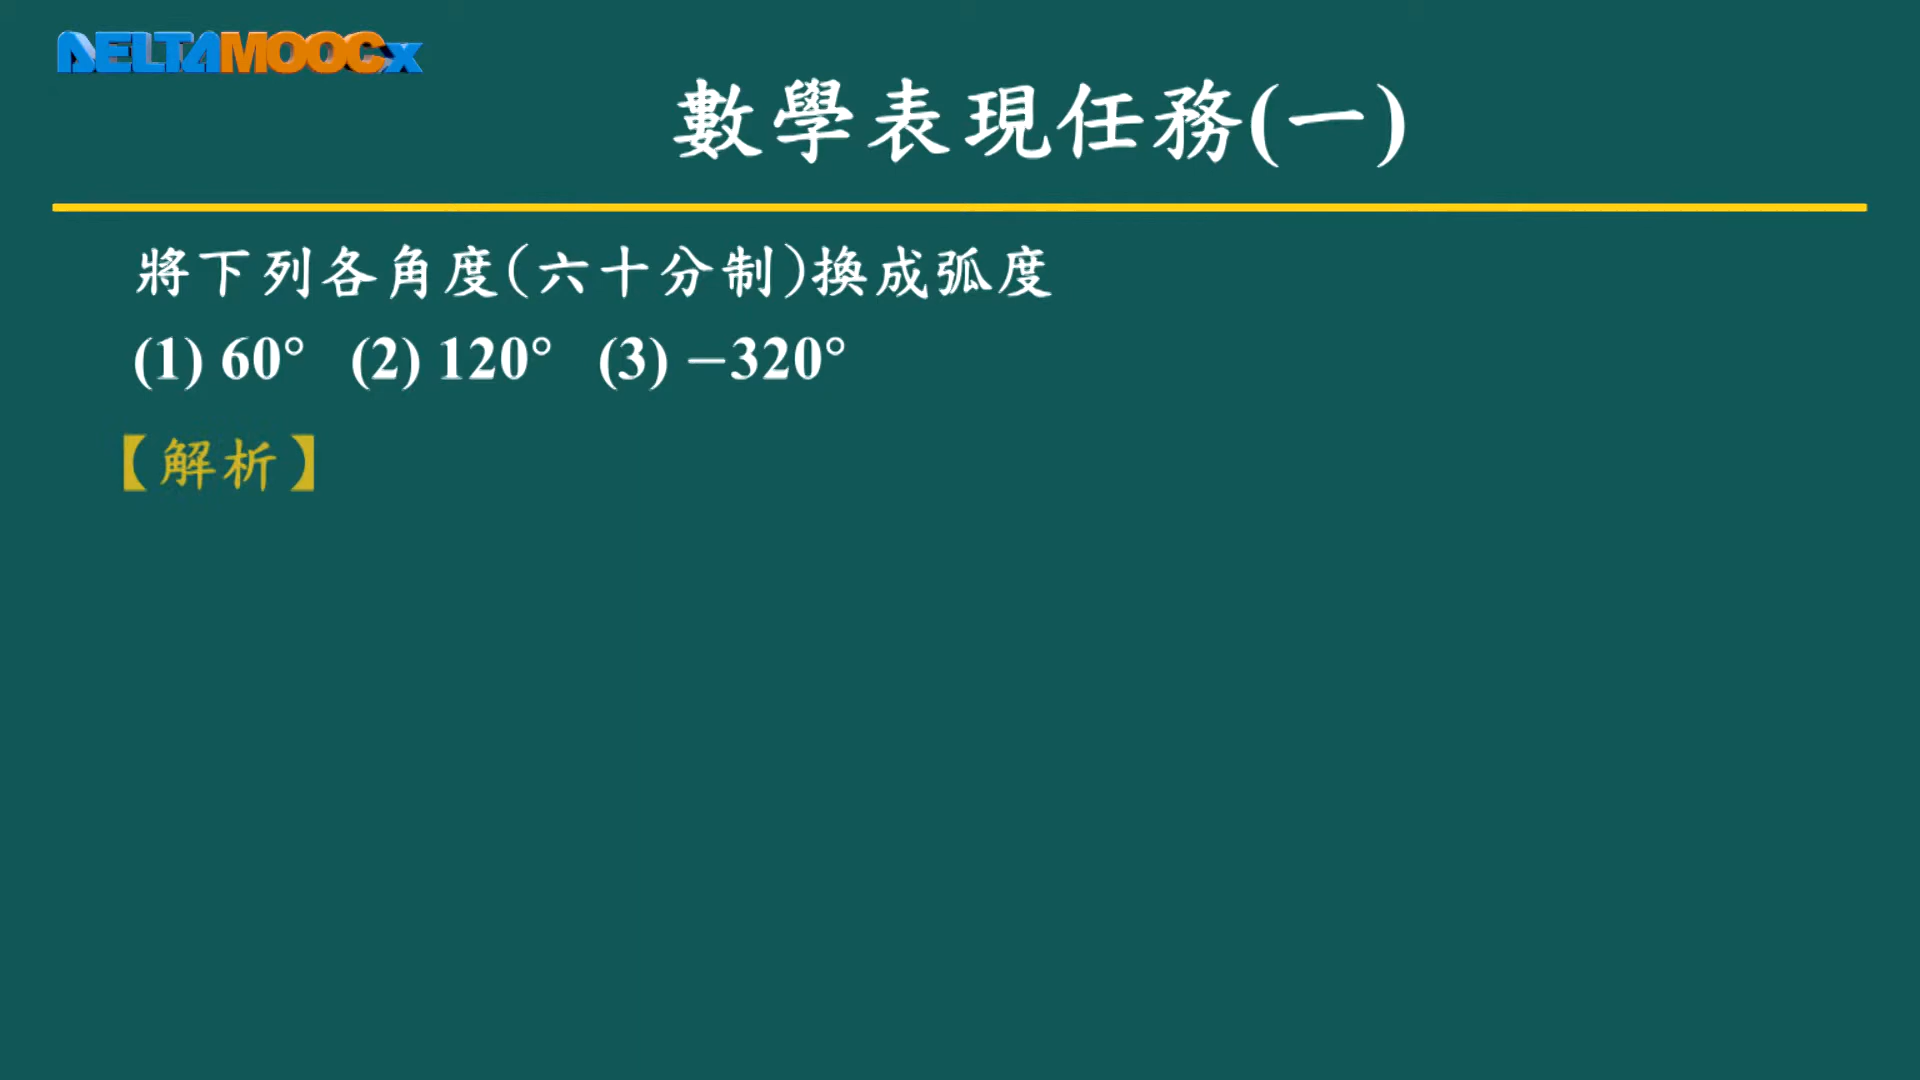 DELTAMOOCx
數學表現任務(一)
將下列各角度(六十分制)換成弧度
(1) 60° (2) 120° (3) −320°
【解析】